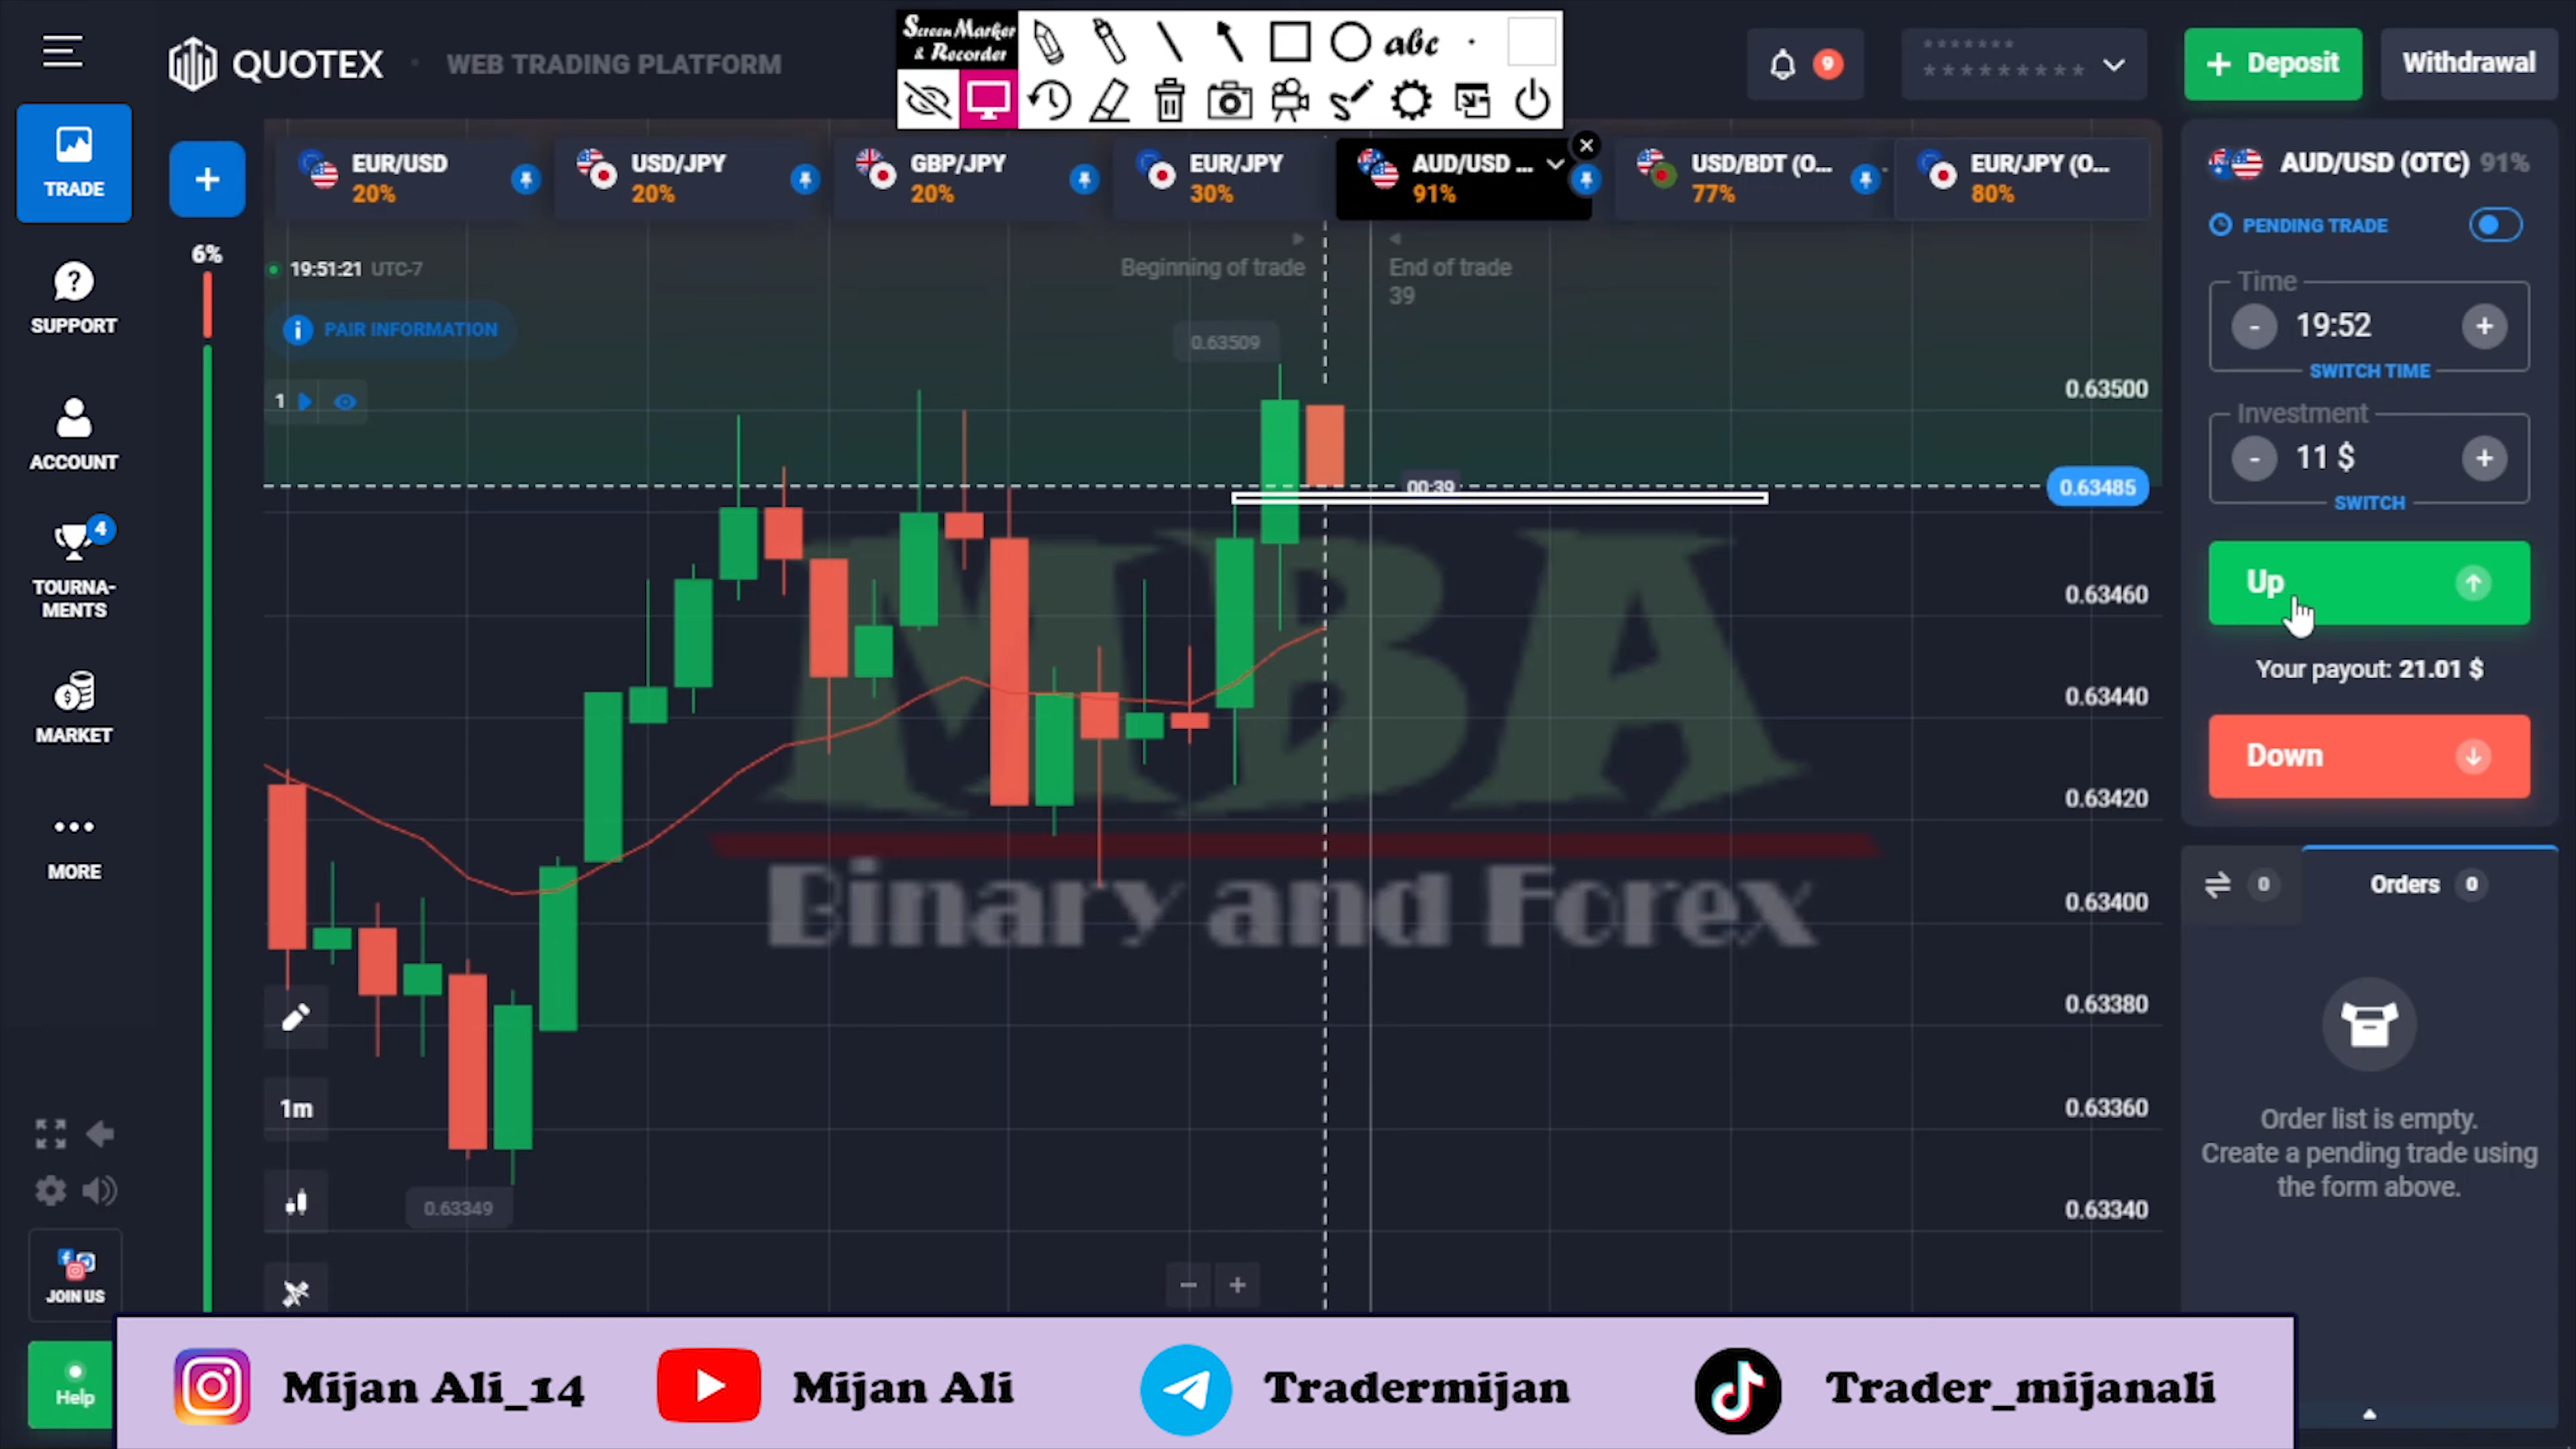 Screen Marker
& Recorder
abc
QUOTEX
WEB TRADING PLATFORM
9
*******
*********
+ Deposit
Withdrawal
TRADE
SUPPORT
ACCOUNT
4
TOURNA-
MENTS
MARKET
MORE
JOIN US
Help
+
6%
EUR/USD
20%
USD/JPY
20%
GBP/JPY
20%
EUR/JPY
30%
AUD/USD ...
91%
USD/BDT (O...
77%
EUR/JPY (O...
80%
19:51:21 UTC-7
PAIR INFORMATION
1
Beginning of trade
End of trade
39
0.63509
00:39
0.63349
1m
0.63500
0.63485
0.63460
0.63440
0.63420
0.63400
0.63380
0.63360
0.63340
MBA
Binary and Forex
- +
AUD/USD (OTC) 91%
PENDING TRADE
Time
- 19:52 +
SWITCH TIME
Investment
- 11 $ +
SWITCH
Up
Your payout: 21.01 $
Down
0
Orders 0
Order list is empty.
Create a pending trade using
the form above.
Mijan Ali_14
Mijan Ali
Tradermijan
Trader_mijanali